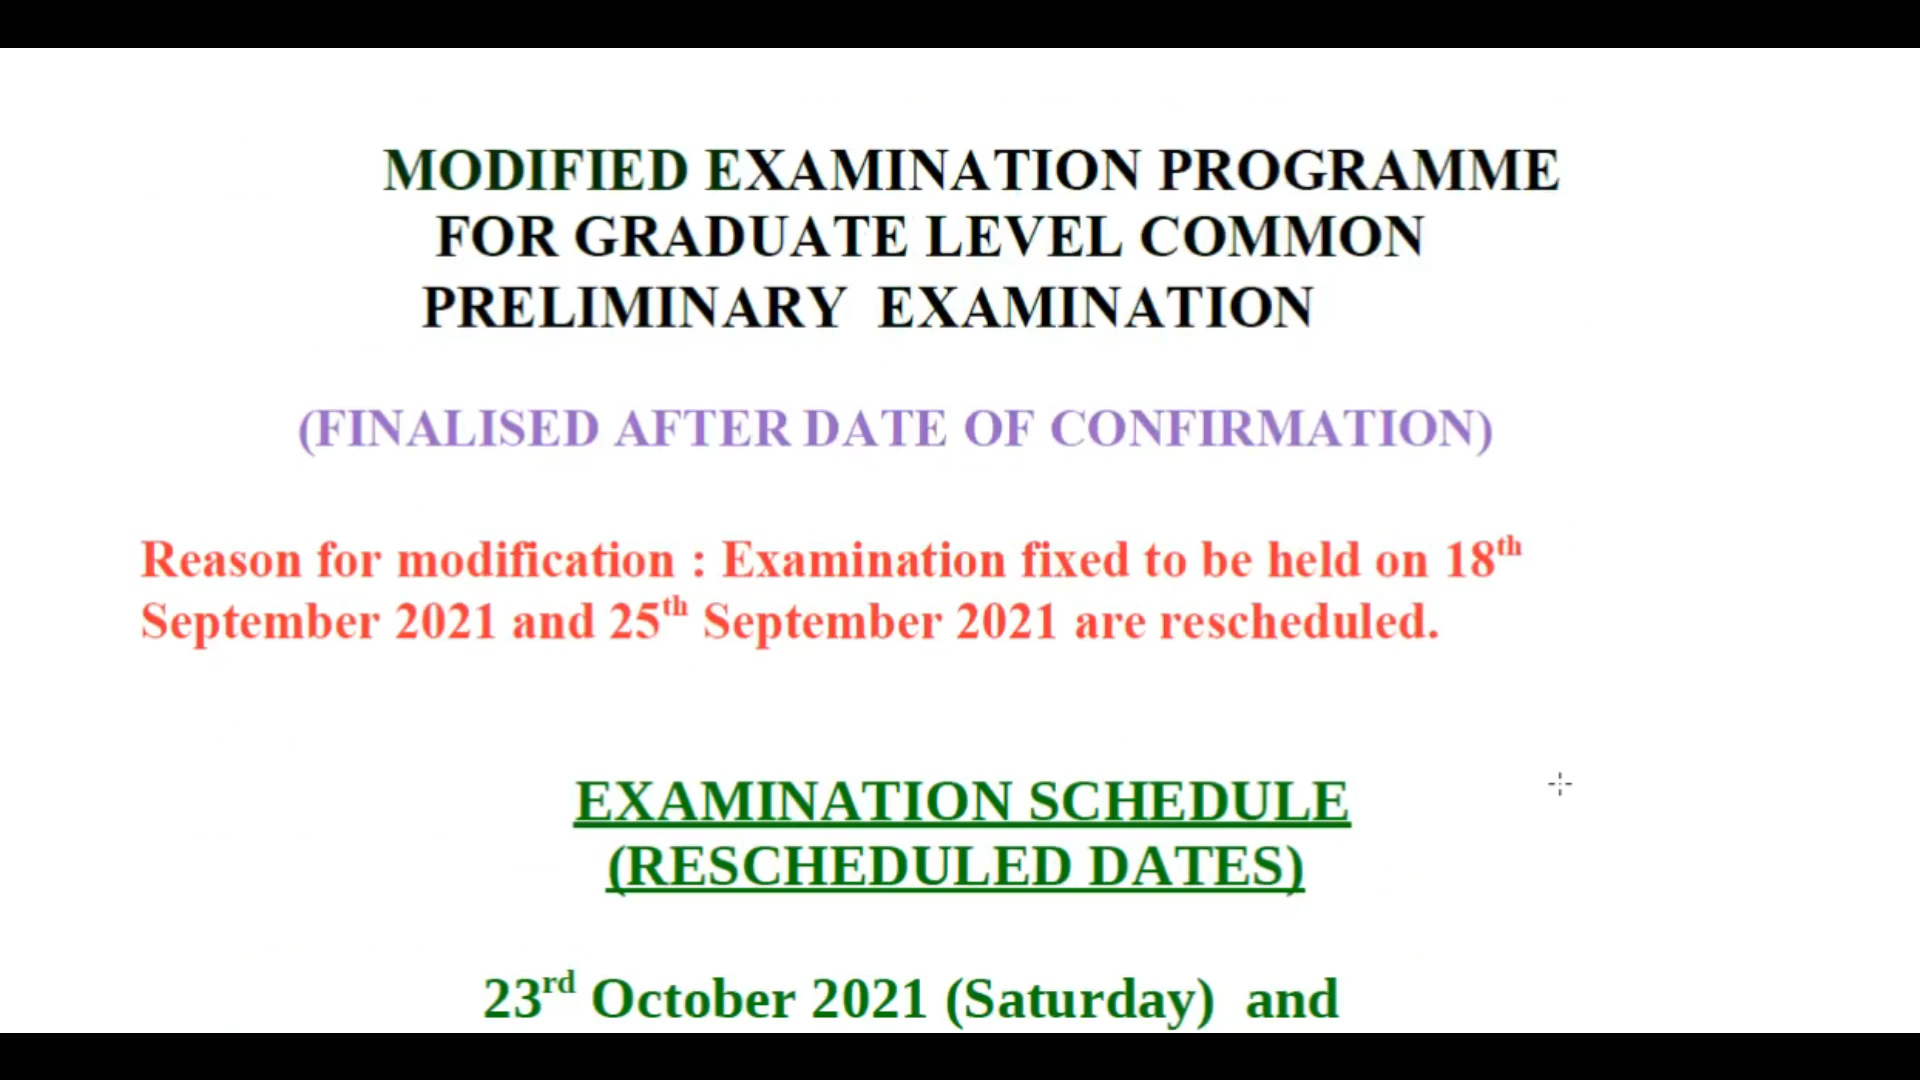 MODIFIED EXAMINATION PROGRAMME
FOR GRADUATE LEVEL COMMON
PRELIMINARY EXAMINATION
(FINALISED AFTER DATE OF CONFIRMATION)
Reason for modification : Examination fixed to be held on 18th
September 2021 and 25th September 2021 are rescheduled.
EXAMINATION SCHEDULE
(RESCHEDULED DATES)
23rd October 2021 (Saturday) and